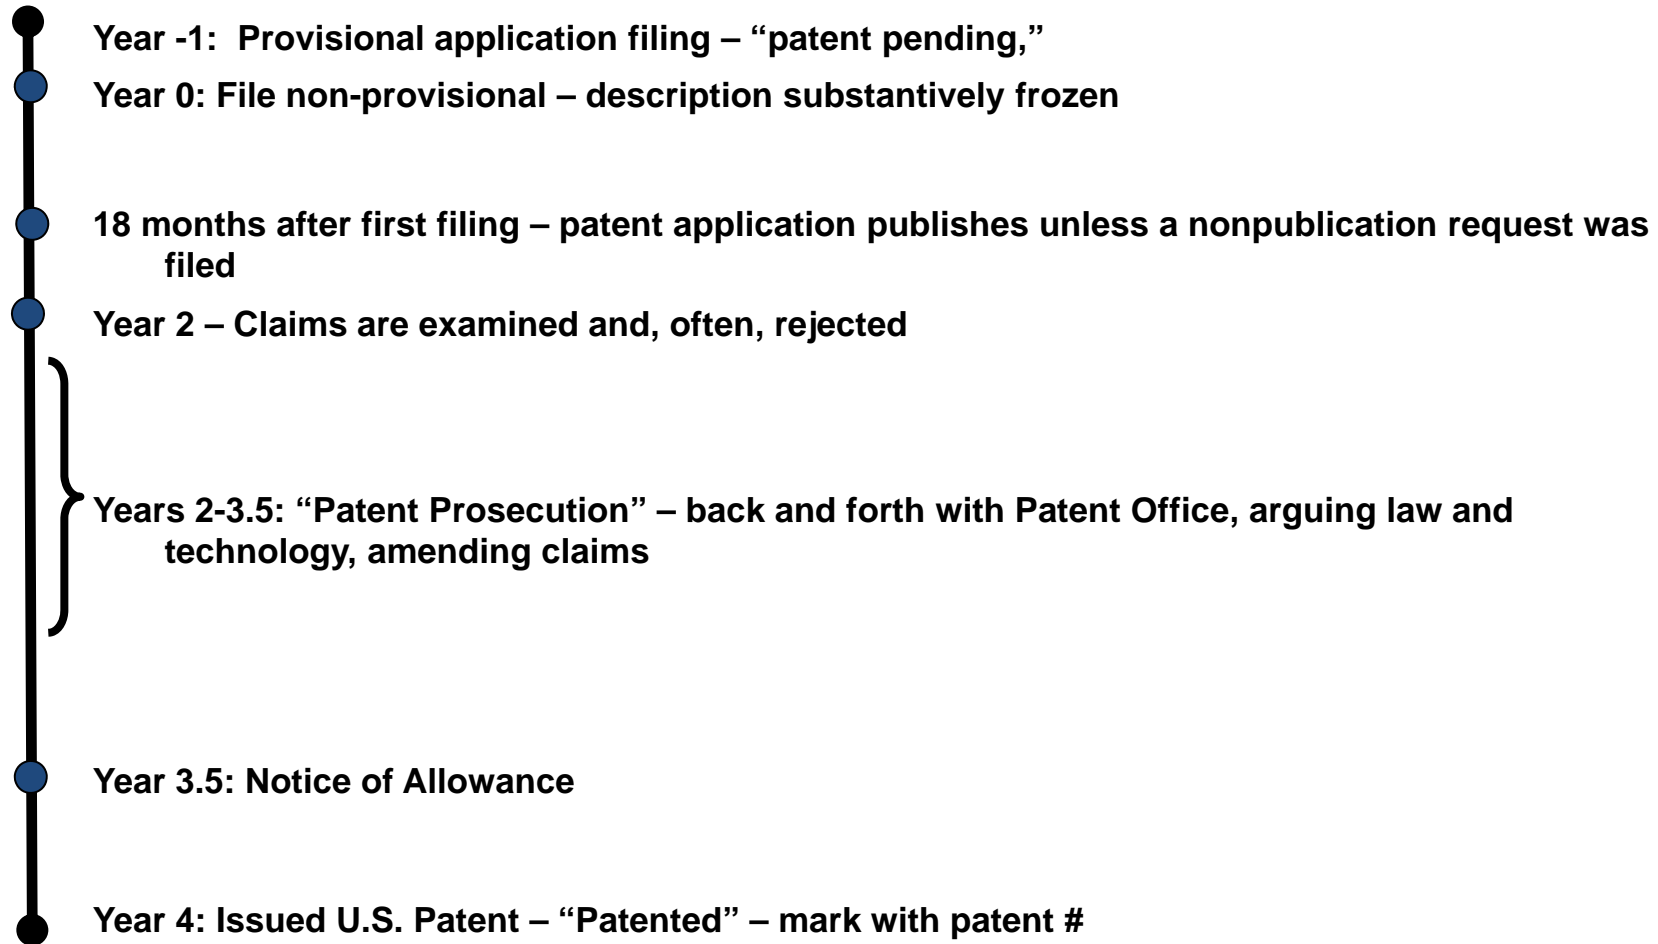 Year -1:  Provisional application filing – “patent pending,”
Year 0: File non-provisional – description substantively frozen
18 months after first filing – patent application publishes unless a nonpublication request was
filed
Year 2 – Claims are examined and, often, rejected
Years 2-3.5: “Patent Prosecution” – back and forth with Patent Office, arguing law and
technology, amending claims
Year 3.5: Notice of Allowance
Year 4: Issued U.S. Patent – “Patented” – mark with patent #